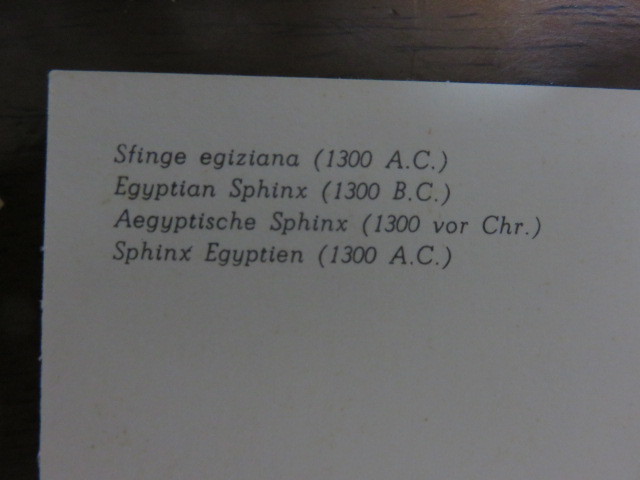 Sfinge egiziana (1300 A.C.)
Egyptian Sphinx (1300 B.C.)
Aegyptische Sphinx (1300 vor Chr.)
Sphinx Egyptien (1300 A.C.)